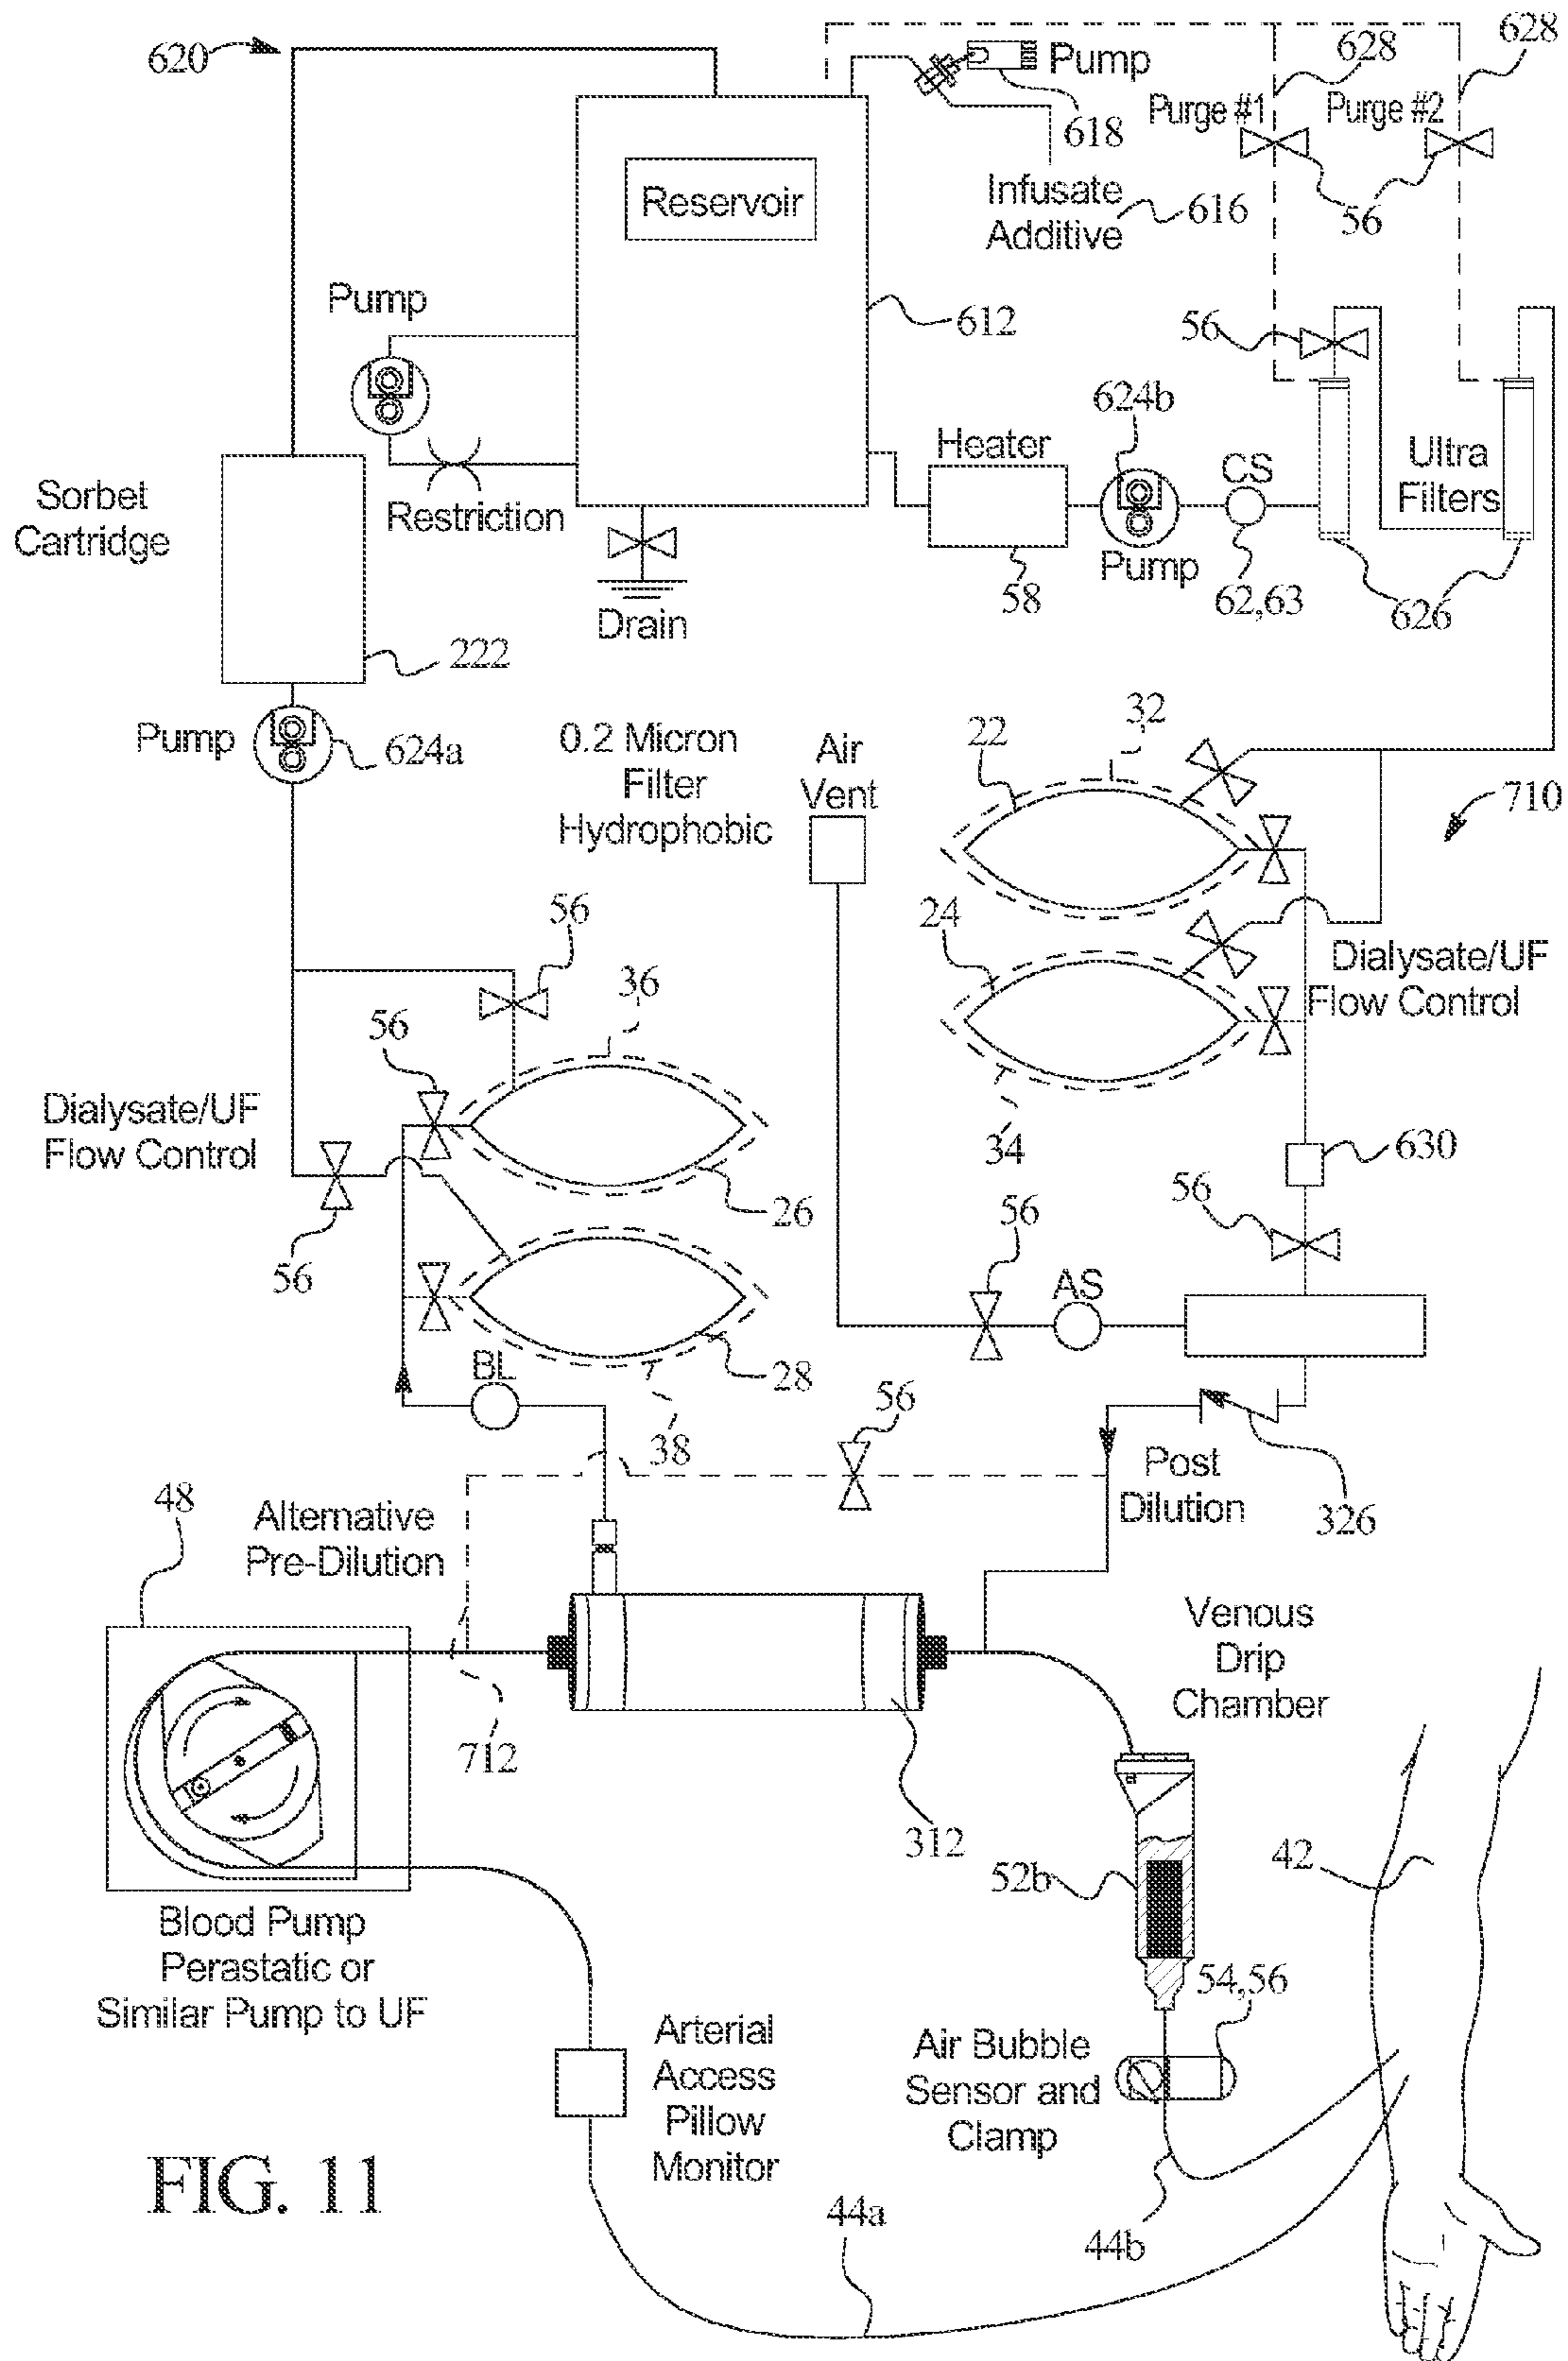 620
Pump
628
628
Purge #1
Purge #2
618
Reservoir
Infusate
Additive
616
56
Pump
612
56
624b
Heater
CS
Ultra
Filters
Sorbet
Cartridge
Restriction
Pump
58
62,63
626
Drain
222
Pump
624a
0.2 Micron
Filter
Hydrophobic
Air
Vent
22
32
710
56
24
36
Dialysate/UF
Flow Control
56
Dialysate/UF
Flow Control
34
630
26
56
56
56
AS
BL
28
56
38
48
Alternative
Pre-Dilution
Post
Dilution
326
Venous
Drip
Chamber
712
312
52b
42
Blood Pump
Perastatic or
Similar Pump to UF
54,56
Arterial
Access
Pillow
Monitor
Air Bubble
Sensor and
Clamp
FIG. 11
44a
44b